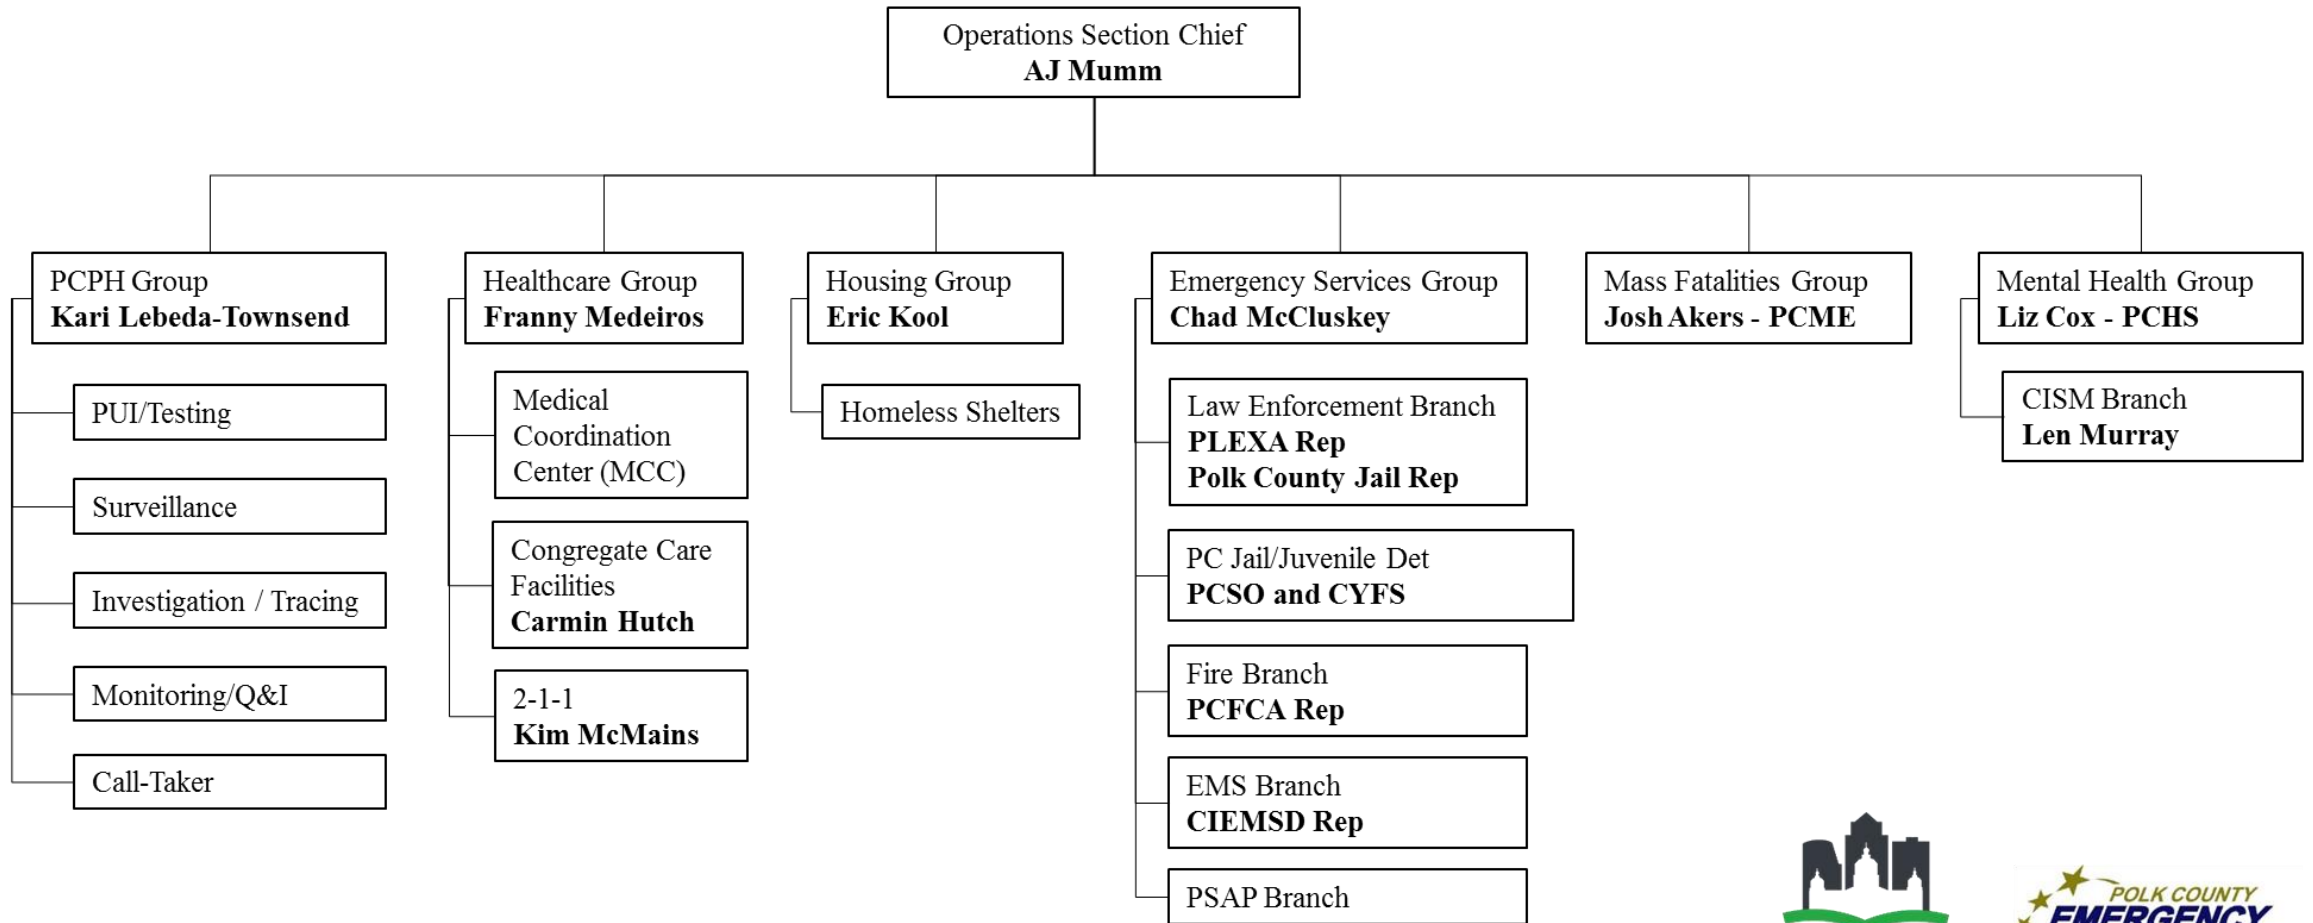 Operations Section Chief
AJ Mumm
PCPH Group
Kari Lebeda-Townsend
PUI/Testing
Surveillance
Investigation / Tracing
Monitoring/Q&I
Call-Taker
Healthcare Group
Franny Medeiros
Medical
Coordination
Center (MCC)
Congregate Care
Facilities
Carmin Hutch
2-1-1
Kim McMains
Housing Group
Eric Kool
Homeless Shelters
Emergency Services Group
Chad McCluskey
Law Enforcement Branch
PLEXA Rep
Polk County Jail Rep
PC Jail/Juvenile Det
PCSO and CYFS
Fire Branch
PCFCA Rep
EMS Branch
CIEMSD Rep
PSAP Branch
Mass Fatalities Group
Josh Akers - PCME
Mental Health Group
Liz Cox - PCHS
CISM Branch
Len Murray
POLK COUNTY
EMERGENCY